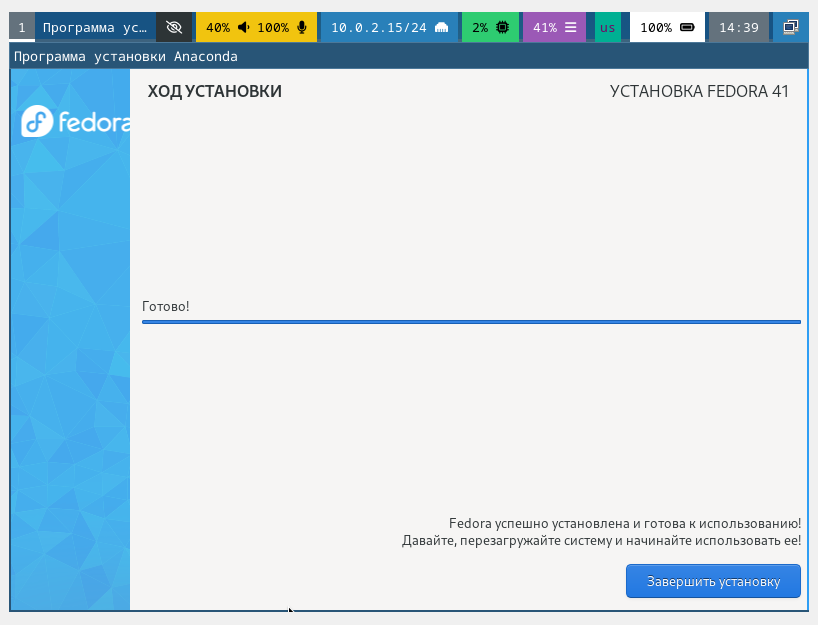 1 Программа ус… 40% 100% 10.0.2.15/24 2% 41% us 100% 14:39
Программа установки Anaconda
fedora
ХОД УСТАНОВКИ
УСТАНОВКА FEDORA 41
Готово!
Fedora успешно установлена и готова к использованию!
Давайте, перезагружайте систему и начинайте использовать ее!
Завершить установку